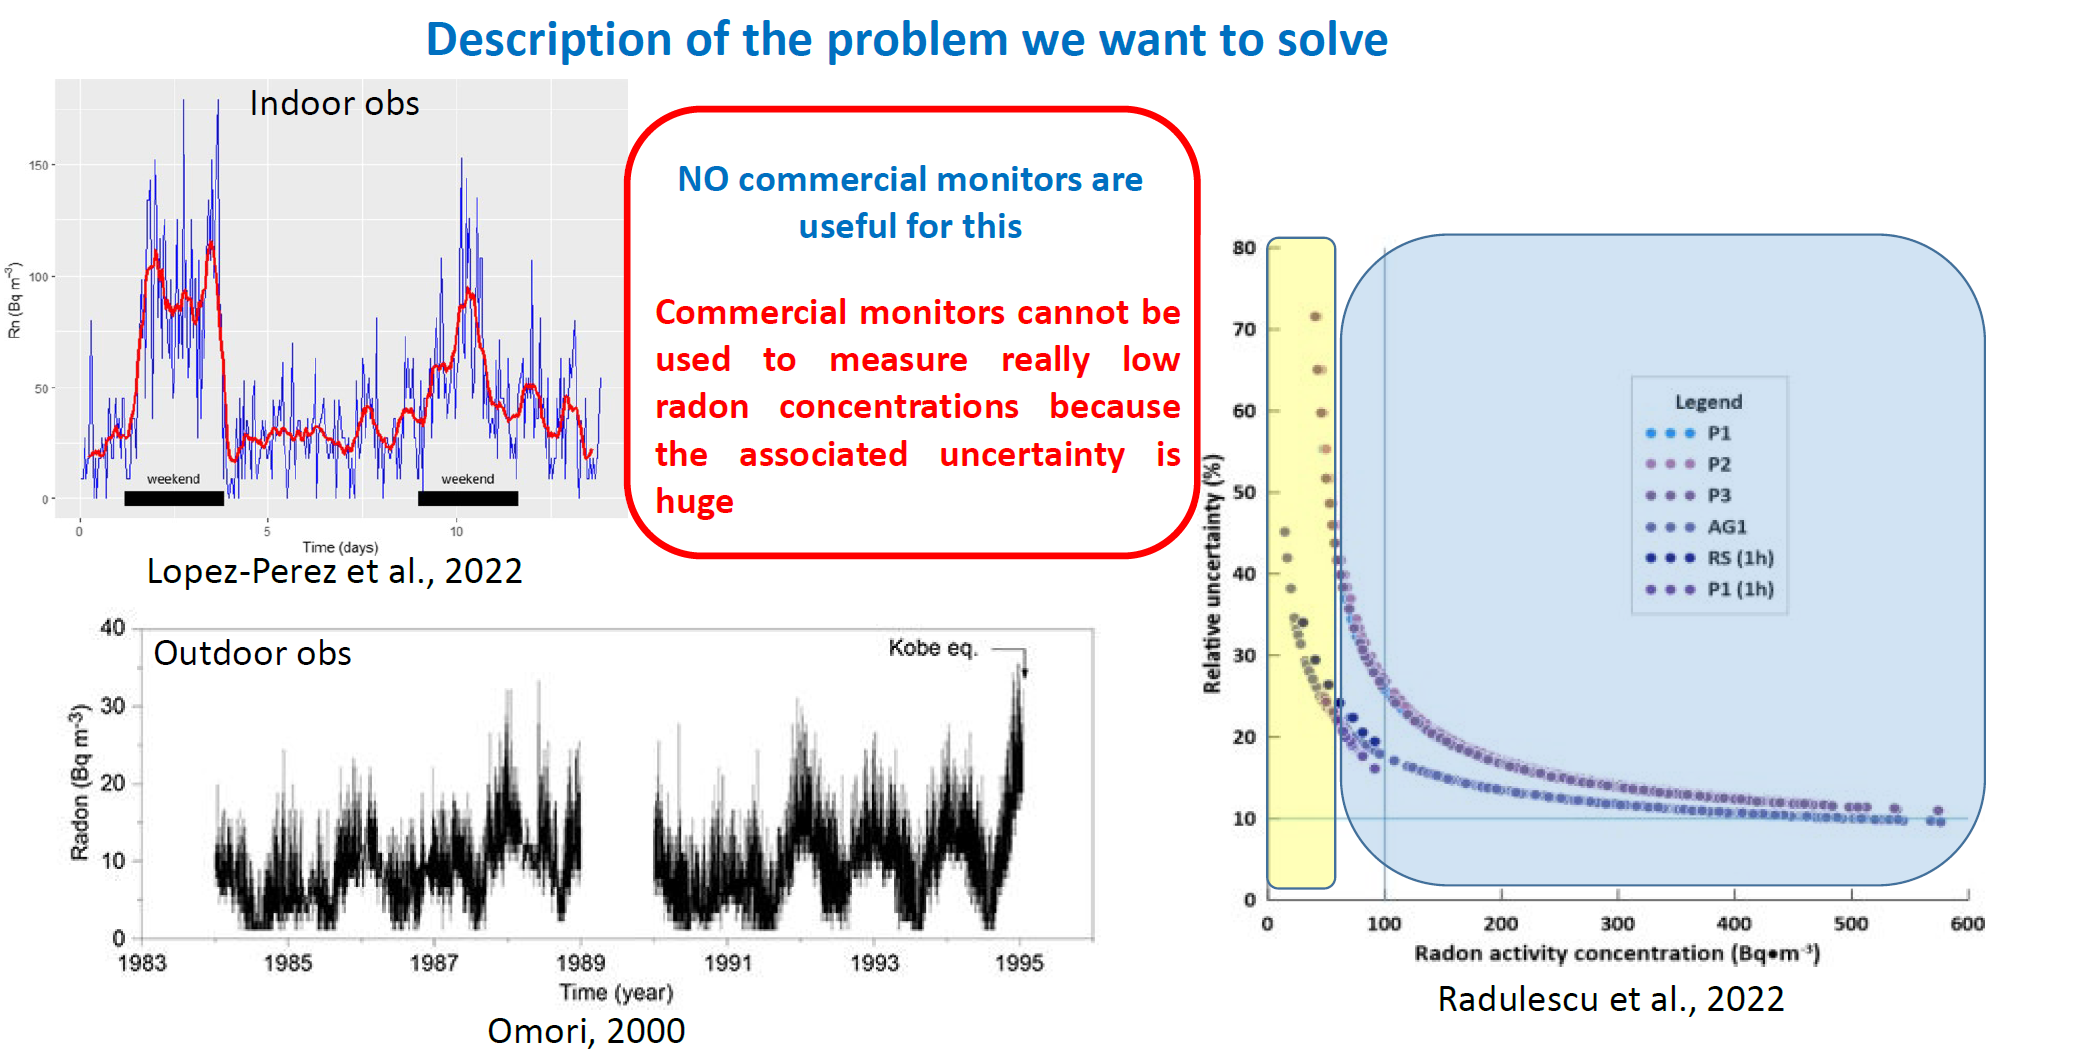 Description of the problem we want to solve
Indoor obs
150
100
50
0
Rn (Bq m⁻³)
weekend
weekend
0
5
10
Time (days)
Lopez-Perez et al., 2022
NO commercial monitors are
useful for this
Commercial monitors cannot be
used to measure really low
radon concentrations because
the associated uncertainty is
huge
Outdoor obs
Kobe eq.
40
30
20
10
0
Radon (Bq m⁻³)
1983
1985
1987
1989
1991
1993
1995
Time (year)
Omori, 2000
80
70
60
50
40
30
20
10
0
Relative uncertainty (%)
Legend
P1
P2
P3
AG1
RS (1h)
P1 (1h)
0
100
200
300
400
500
600
Radon activity concentration (Bq•m⁻³)
Radulescu et al., 2022